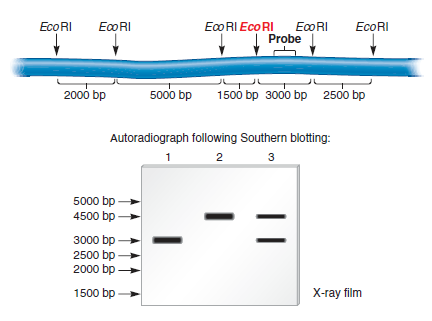 EcoRI EcoRI EcoRI EcoRI EcoRI EcoRI
Probe
2000 bp 5000 bp 1500 bp 3000 bp 2500 bp
Autoradiograph following Southern blotting:
1 2 3
5000 bp
4500 bp
3000 bp
2500 bp
2000 bp
1500 bp
X-ray film